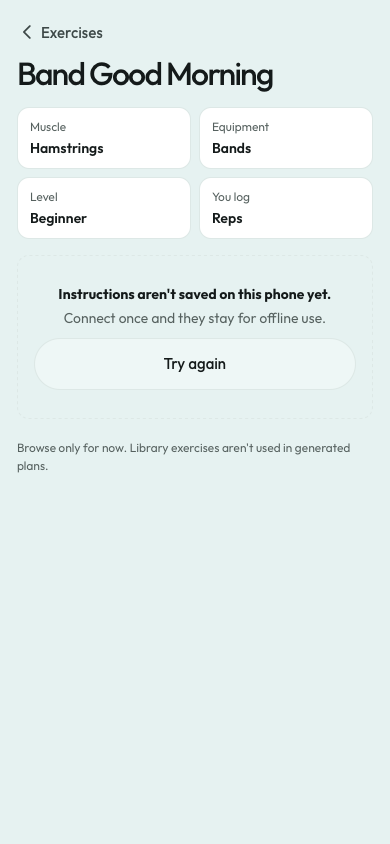 Exercises
Band Good Morning
Muscle
Hamstrings
Equipment
Bands
Level
Beginner
You log
Reps
Instructions aren't saved on this phone yet.
Connect once and they stay for offline use.
Try again
Browse only for now. Library exercises aren't used in generated
plans.